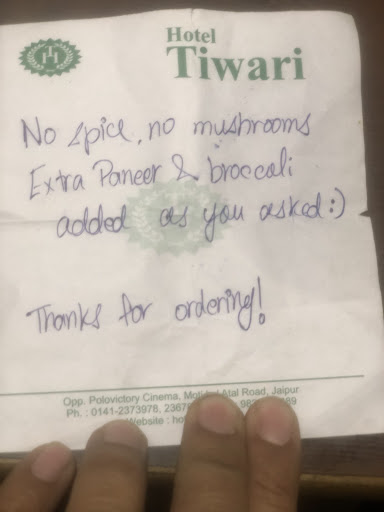 Hotel
Tiwari
No spice, no mushrooms
Extra Paneer & broccoli
added as you asked :)
Thanks for ordering!
Opp. Polovictory Cinema, Atal Road, Jaipur
Ph. : 0141-2373978,
Website :